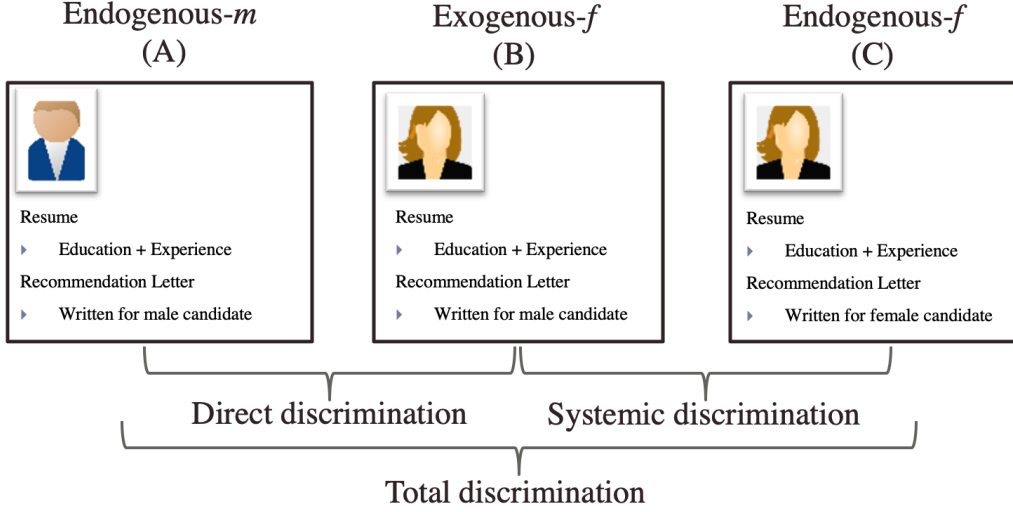 Endogenous-m
(A)
Exogenous-f
(B)
Endogenous-f
(C)
Resume
Education + Experience
Recommendation Letter
Written for male candidate
Resume
Education + Experience
Recommendation Letter
Written for male candidate
Resume
Education + Experience
Recommendation Letter
Written for female candidate
Direct discrimination
Systemic discrimination
Total discrimination